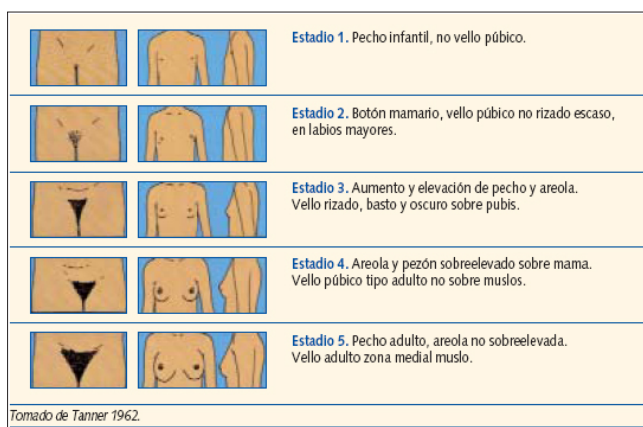 Estadio 1. Pecho infantil, no vello púbico.
Estadio 2. Botón mamario, vello púbico no rizado escaso,
en labios mayores.
Estadio 3. Aumento y elevación de pecho y areola.
Vello rizado, basto y oscuro sobre pubis.
Estadio 4. Areola y pezón sobreelevado sobre mama.
Vello púbico tipo adulto no sobre muslos.
Estadio 5. Pecho adulto, areola no sobreelevada.
Vello adulto zona medial muslo.
Tomado de Tanner 1962.